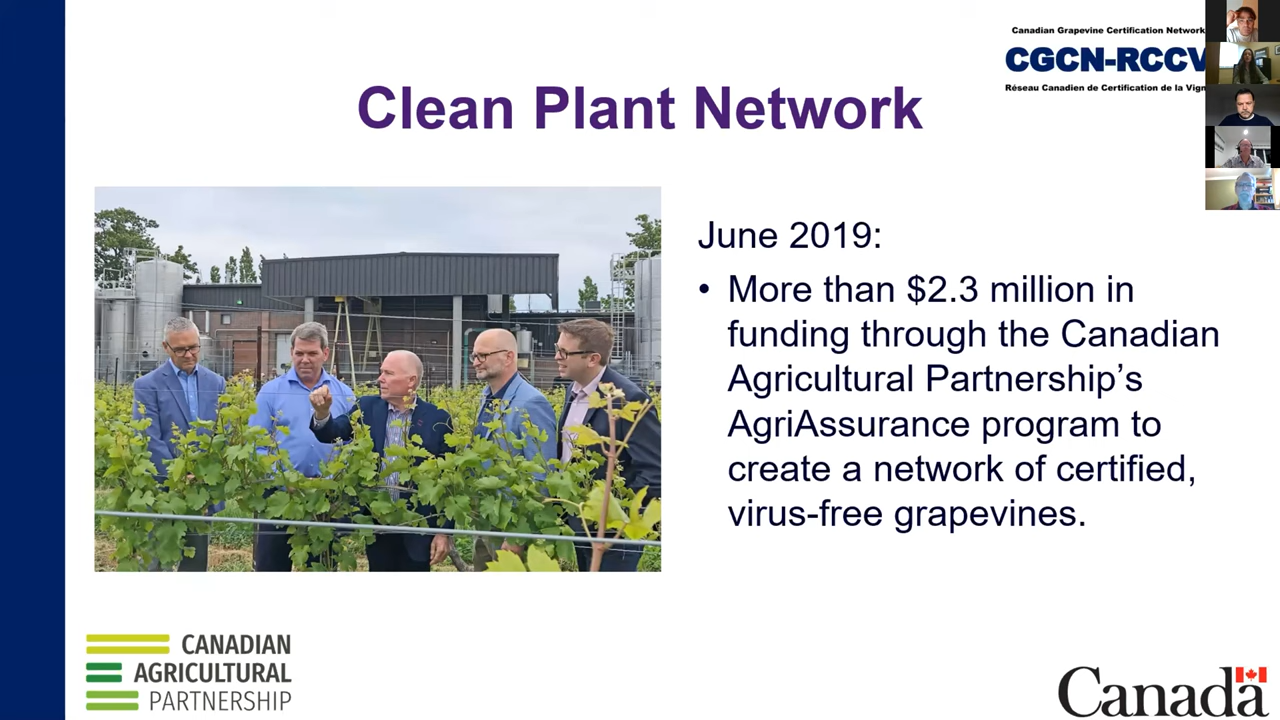 Canadian Grapevine Certification Network
CGCN-RCCV
Réseau Canadien de Certification de la Vign
Clean Plant Network
June 2019:
• More than $2.3 million in
funding through the Canadian
Agricultural Partnership’s
AgriAssurance program to
create a network of certified,
virus-free grapevines.
CANADIAN
AGRICULTURAL
PARTNERSHIP
Canada